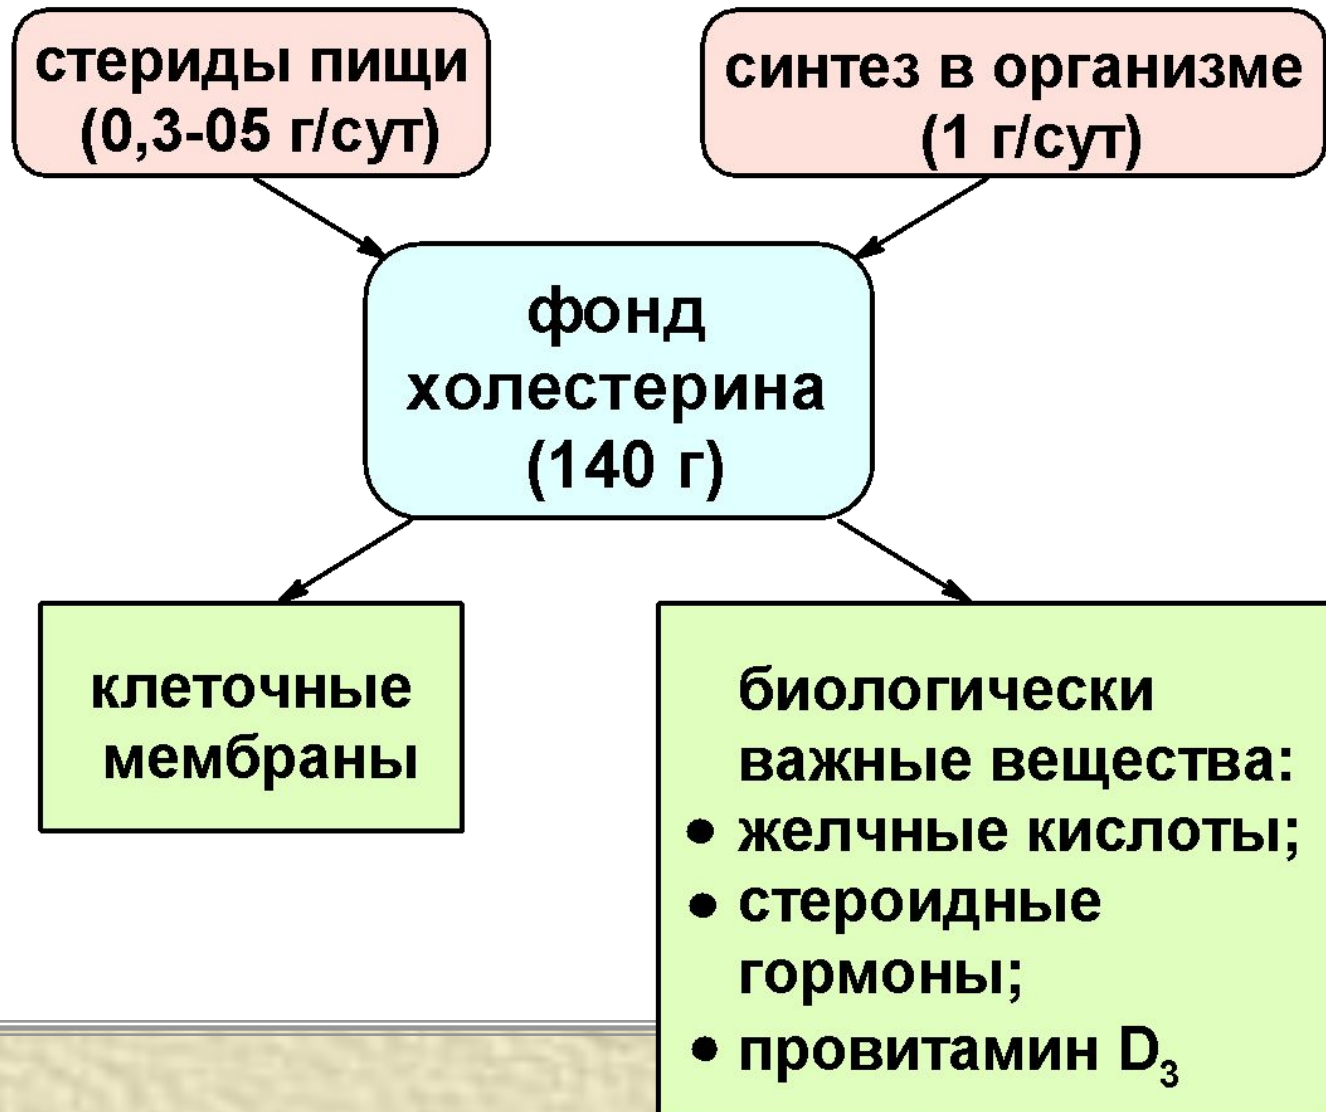 стериды пищи
(0,3-05 г/сут)
синтез в организме
(1 г/сут)
фонд
холестерина
(140 г)
клеточные
мембраны
биологически
важные вещества:
• желчные кислоты;
• стероидные
гормоны;
• провитамин D₃